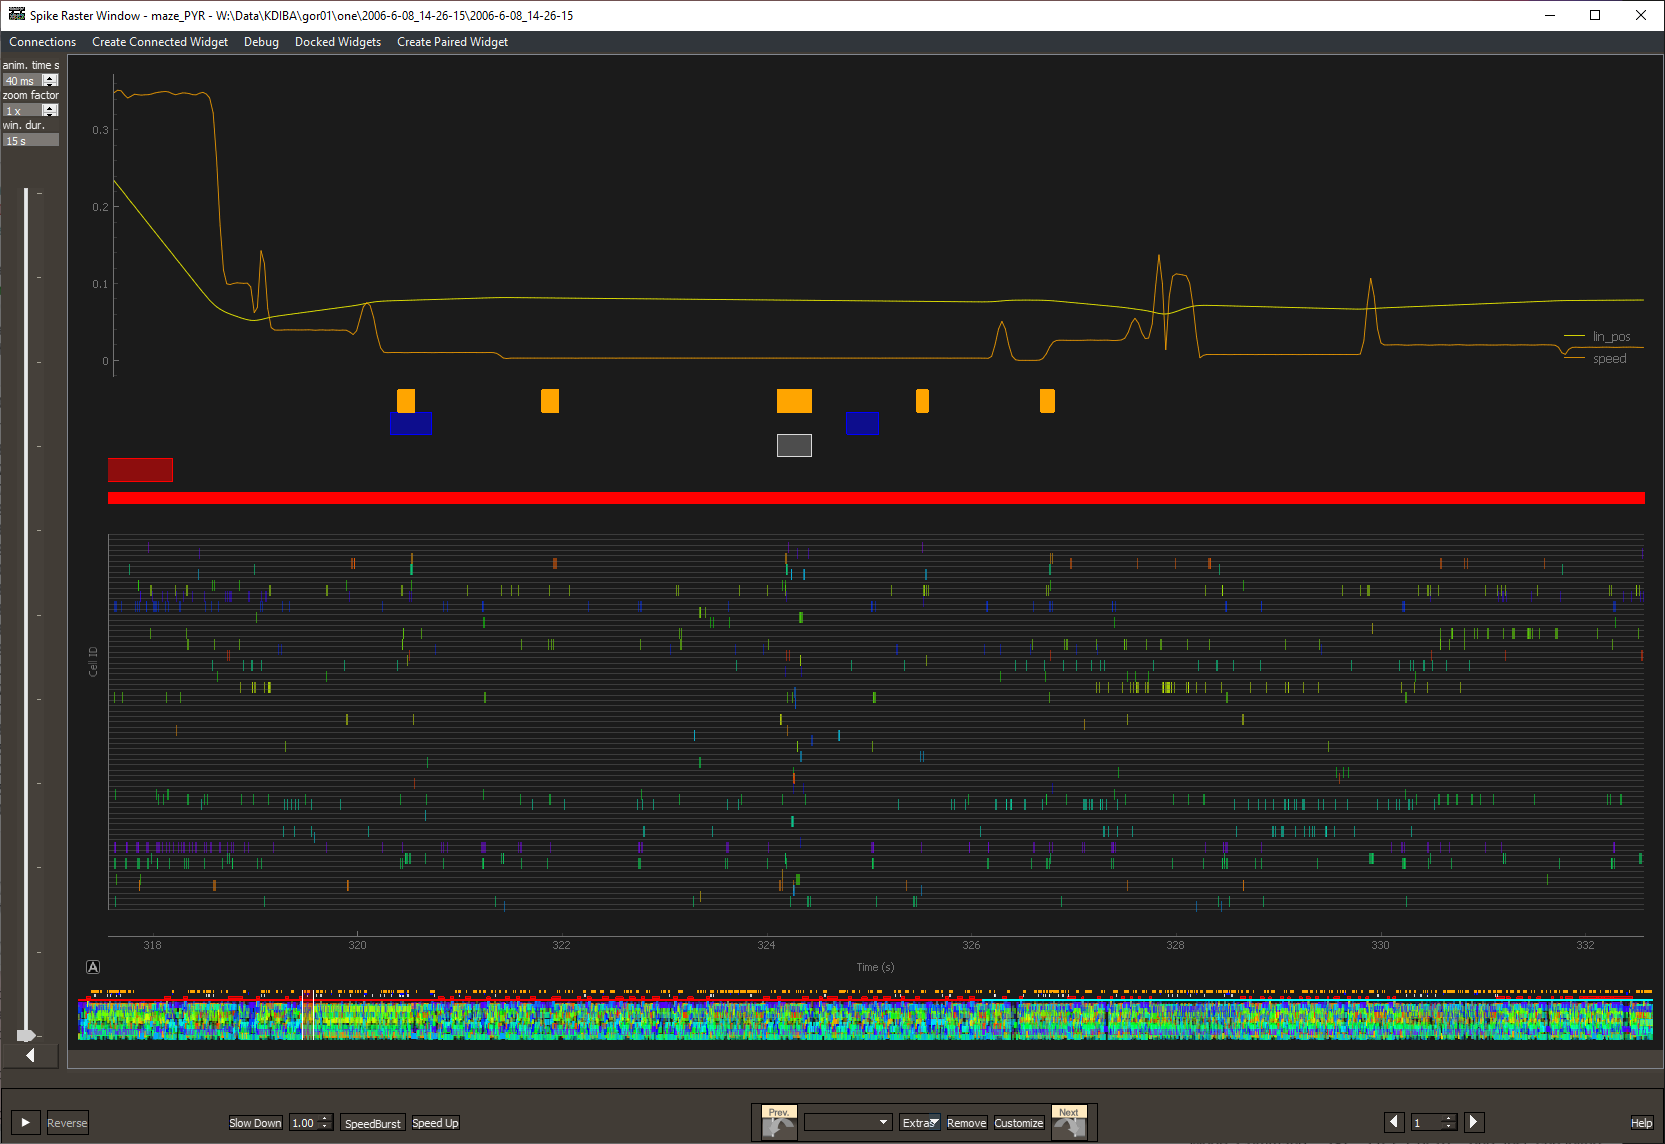 Spike Raster Window - maze_PYR - W:\Data\KDIBA\gor01\one\2006-6-08_14-26-15\2006-6-08_14-26-15
Connections Create Connected Widget Debug Docked Widgets Create Paired Widget
anim. time s
40 ms
zoom factor
1 x
win. dur.
15 s
0.3
0.2
0.1
0
lin_pos
speed
Cell ID
318 320 322 324 326 328 330 332
A
Time (s)
Reverse
Slow Down
1.00
SpeedBurst
Speed Up
Prev.
Extras
Remove
Customize
Next
1
Help